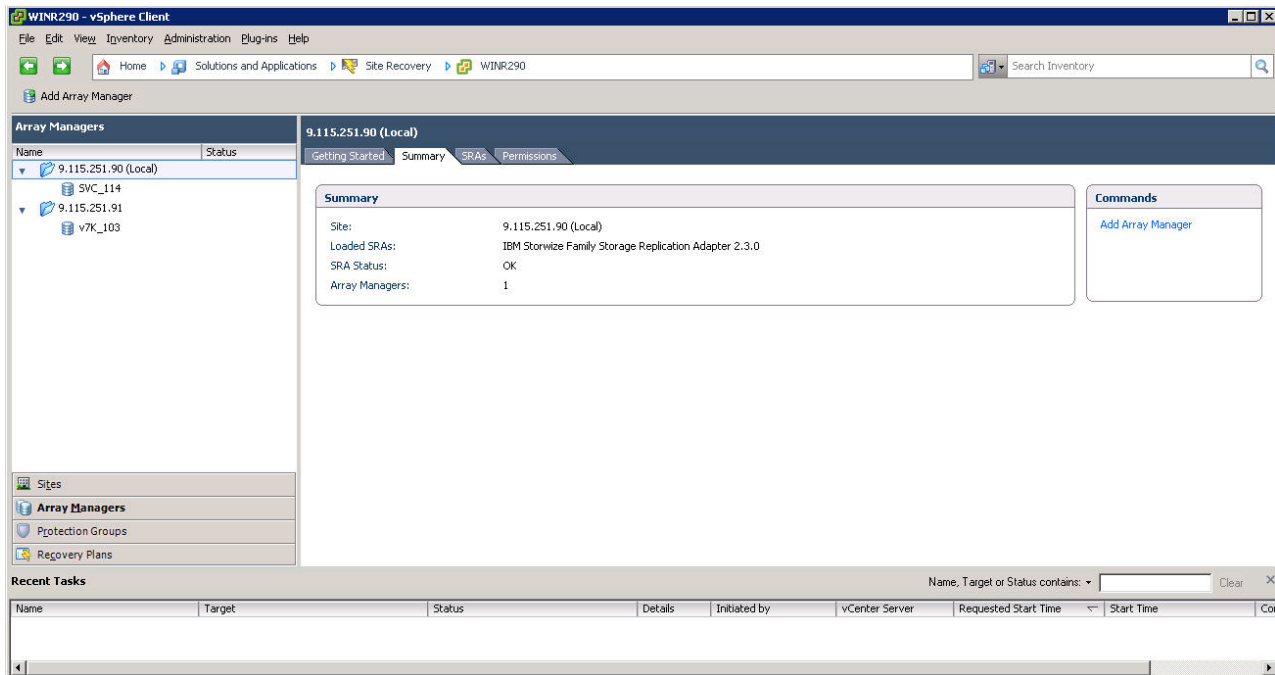 WINR290 - vSphere Client
File Edit View Inventory Administration Plug-ins Help
Home Solutions and Applications Site Recovery WINR290 Search Inventory
Add Array Manager
Array Managers
Name Status
9.115.251.90 (Local)
SVC_114
9.115.251.91
v7K_103
Sites
Array Managers
Protection Groups
Recovery Plans
9.115.251.90 (Local)
Getting Started Summary SRAs Permissions
Summary
Site: 9.115.251.90 (Local)
Loaded SRAs: IBM Storwize Family Storage Replication Adapter 2.3.0
SRA Status: OK
Array Managers: 1
Commands
Add Array Manager
Recent Tasks Name, Target or Status contains: Clear
Name Target Status Details Initiated by vCenter Server Requested Start Time Start Time Co